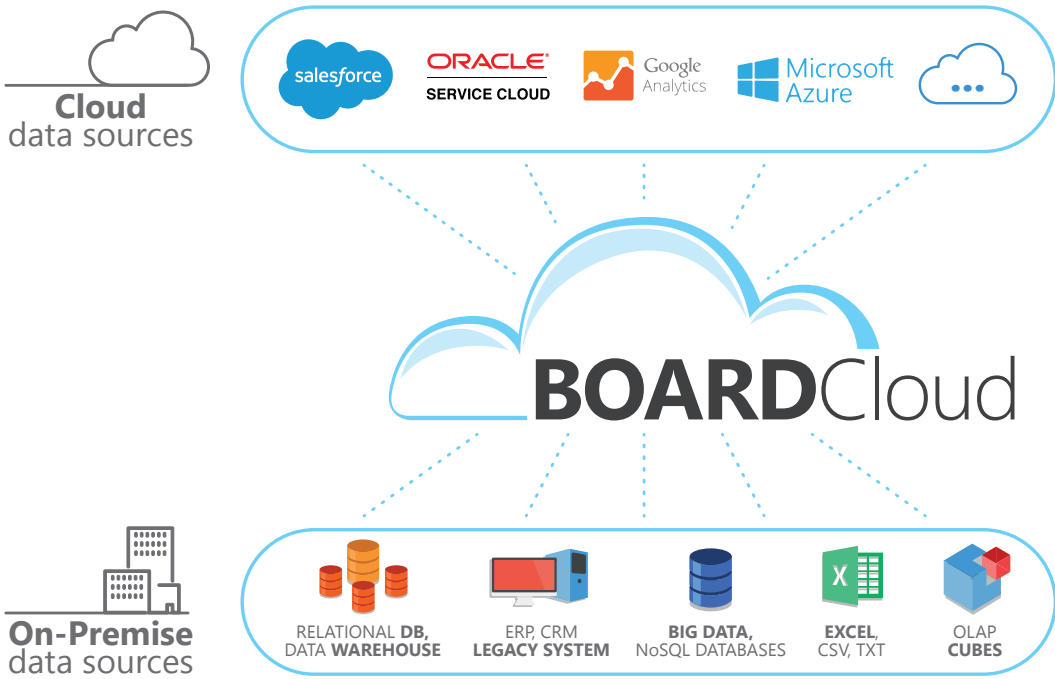 Cloud
data sources
salesforce
ORACLE®
SERVICE CLOUD
Google
Analytics
Microsoft
Azure
BOARDCloud
On-Premise
data sources
RELATIONAL DB,
DATA WAREHOUSE
ERP, CRM
LEGACY SYSTEM
BIG DATA,
NoSQL DATABASES
X
EXCEL,
CSV, TXT
OLAP
CUBES